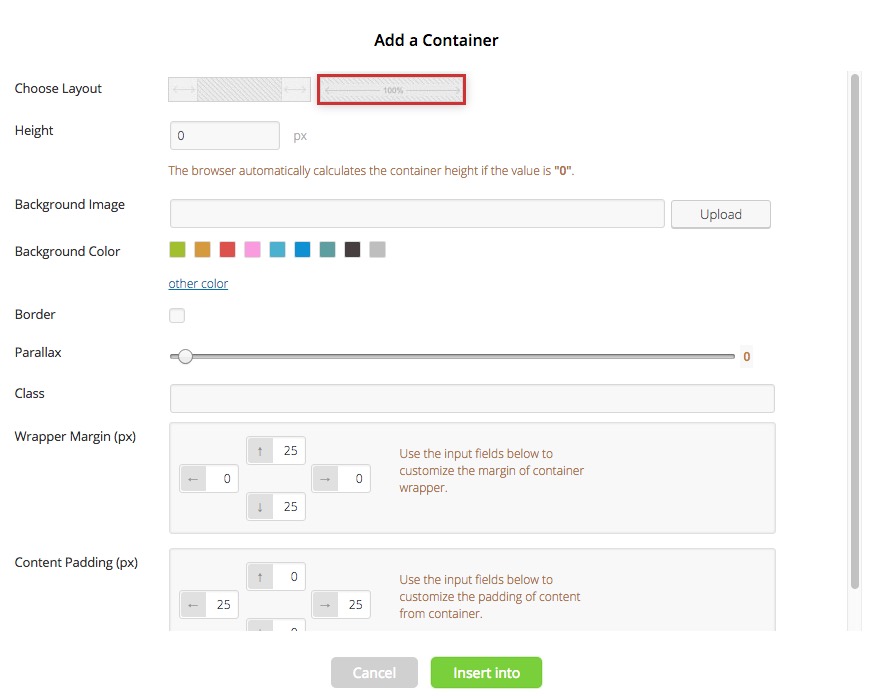 Add a Container
Choose Layout
100%
Height
0
px
The browser automatically calculates the container height if the value is "0".
Background Image
Upload
Background Color
other color
Border
Parallax
0
Class
Wrapper Margin (px)
↑ 25
← 0
→ 0
↓ 25
Use the input fields below to
customize the margin of container
wrapper.
Content Padding (px)
↑ 0
← 25
→ 25
Use the input fields below to
customize the padding of content
from container.
Cancel
Insert into